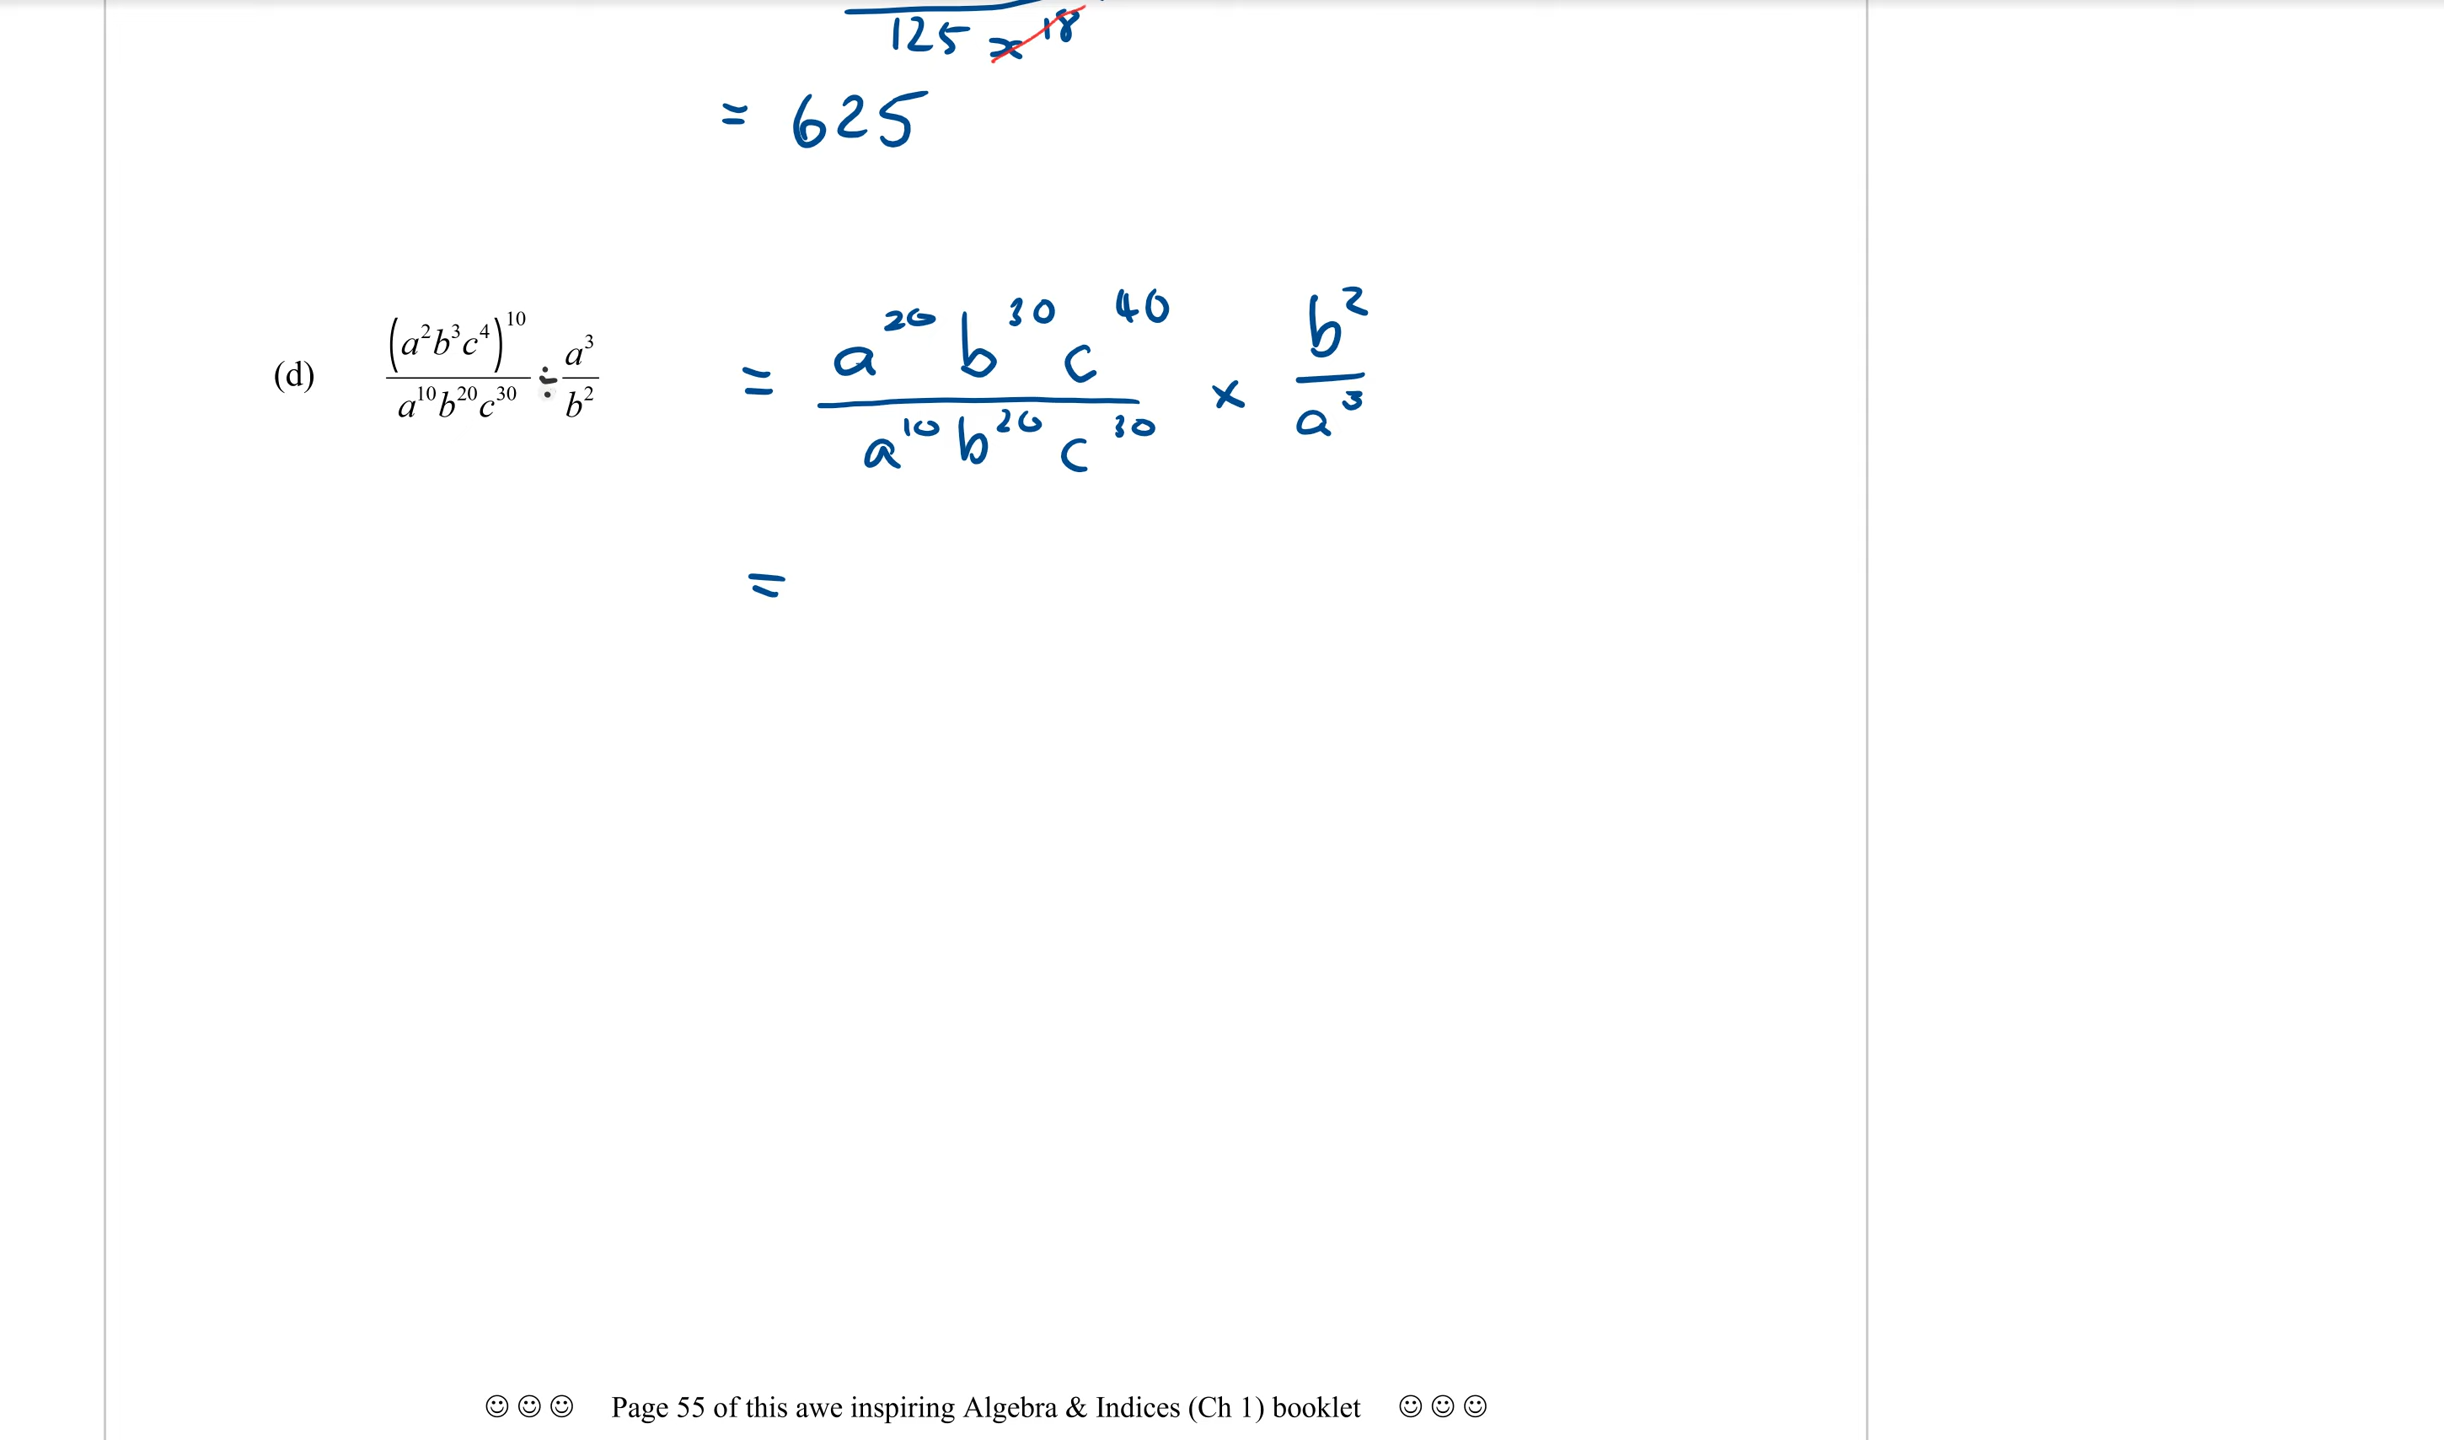 125 x¹⁸
= 625
(d) (a²b³c⁴)¹⁰ / a¹⁰b²⁰c³⁰ ÷ a³ / b² = a²⁰ b³⁰ c⁴⁰ / a¹⁰ b²⁰ c³⁰ × b² / a³
=
☺☺☺ Page 55 of this awe inspiring Algebra & Indices (Ch 1) booklet ☺☺☺